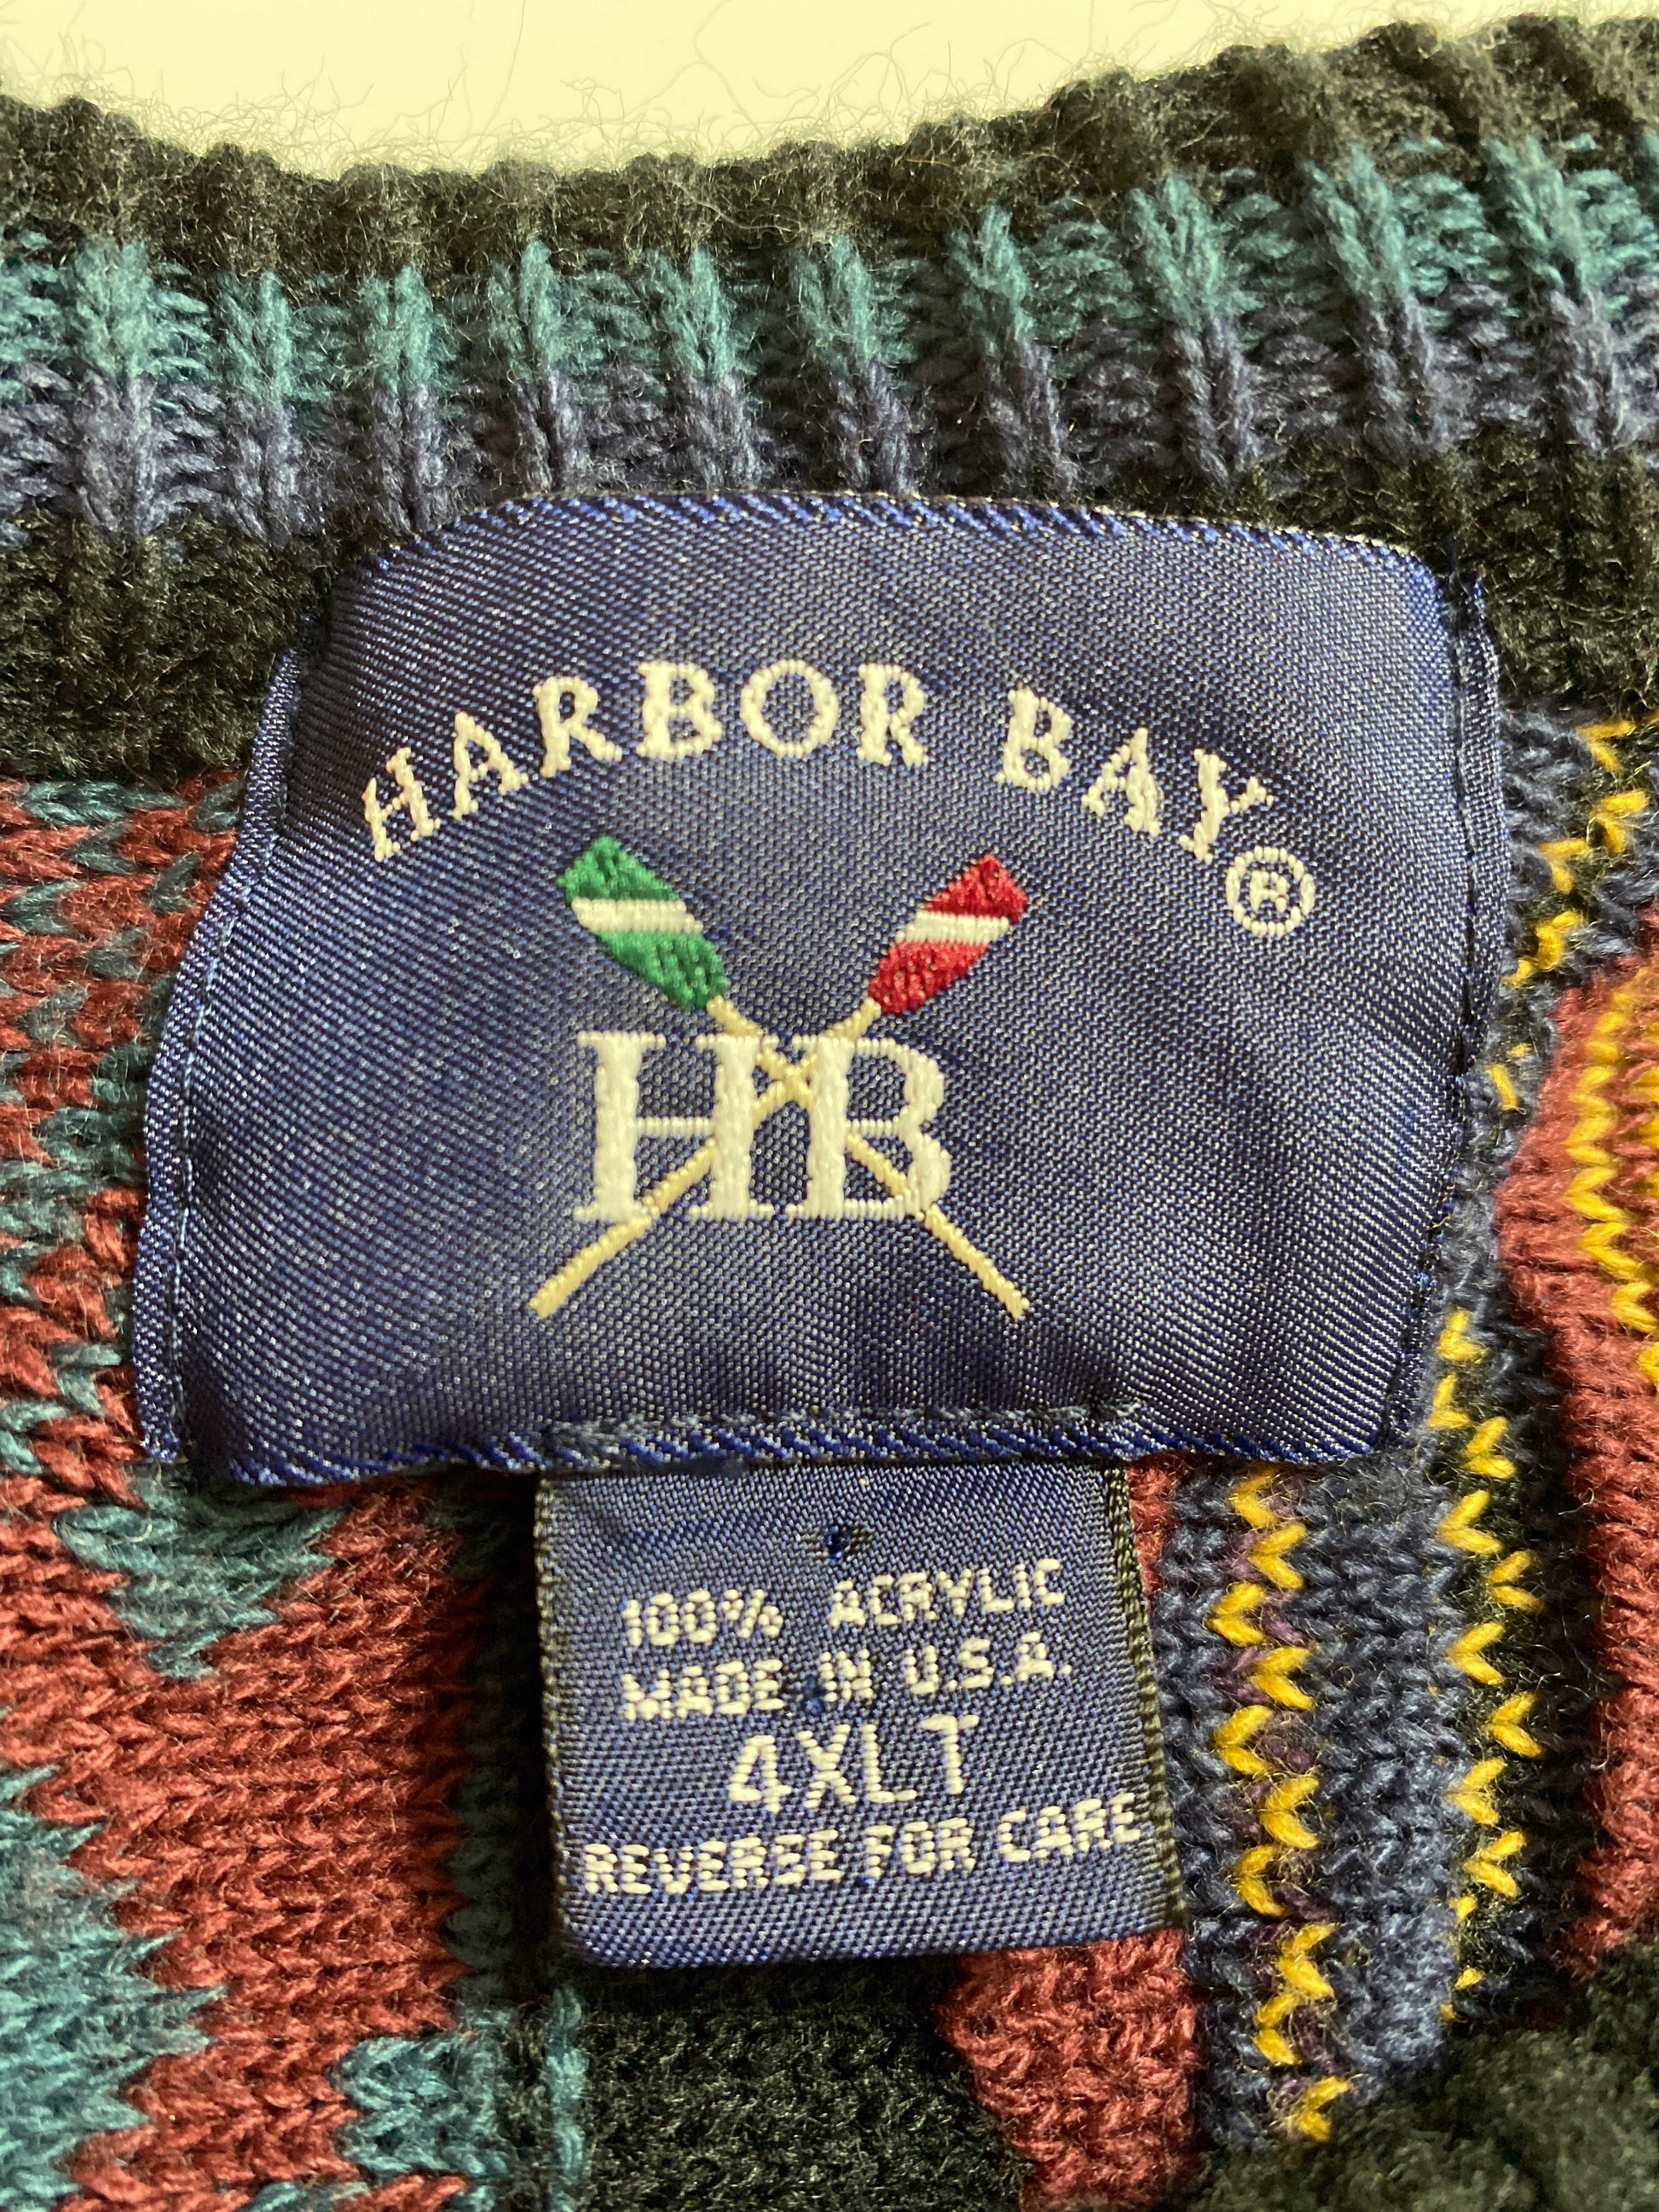 HARBOR BAY®
HB
100% ACRYLIC
MADE IN U.S.A.
4XLT
REVERSE FOR CARE